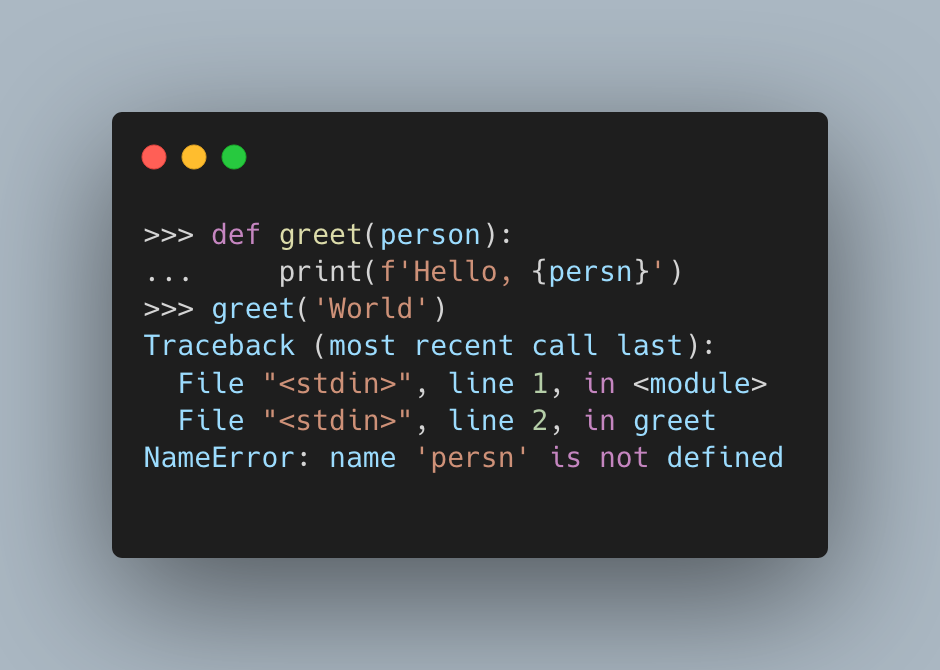 >>> def greet(person):
...     print(f'Hello, {persn}')
>>> greet('World')
Traceback (most recent call last):
  File "<stdin>", line 1, in <module>
  File "<stdin>", line 2, in greet
NameError: name 'persn' is not defined